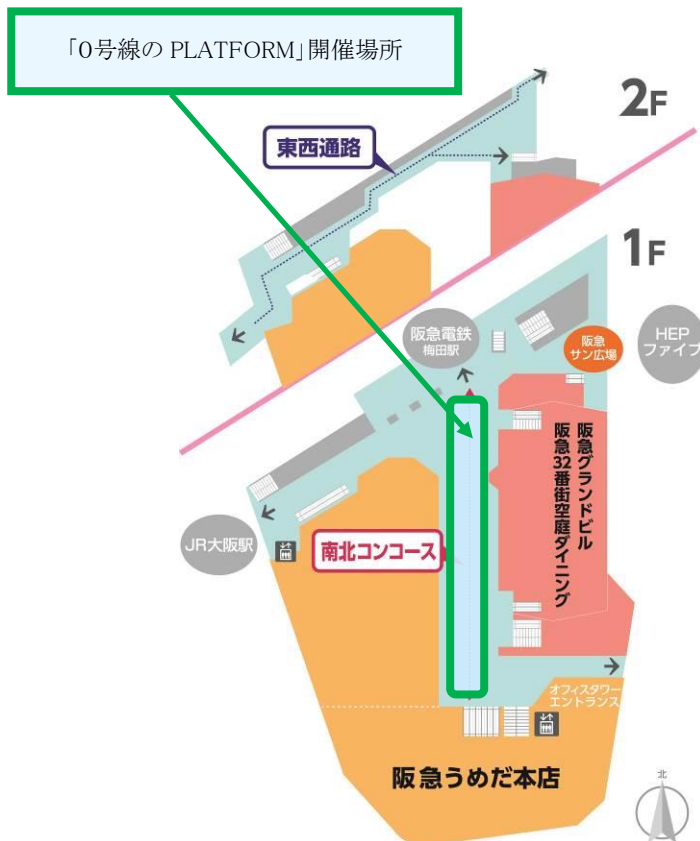 「0号線の PLATFORM」開催場所
2F
東西通路
1F
阪急電鉄
梅田駅
阪急
サン広場
HEP
ファイブ
阪急グランドビル
阪急32番街空庭ダイニング
JR大阪駅
南北コンコース
オフィスタワー
エントランス
阪急うめだ本店
北